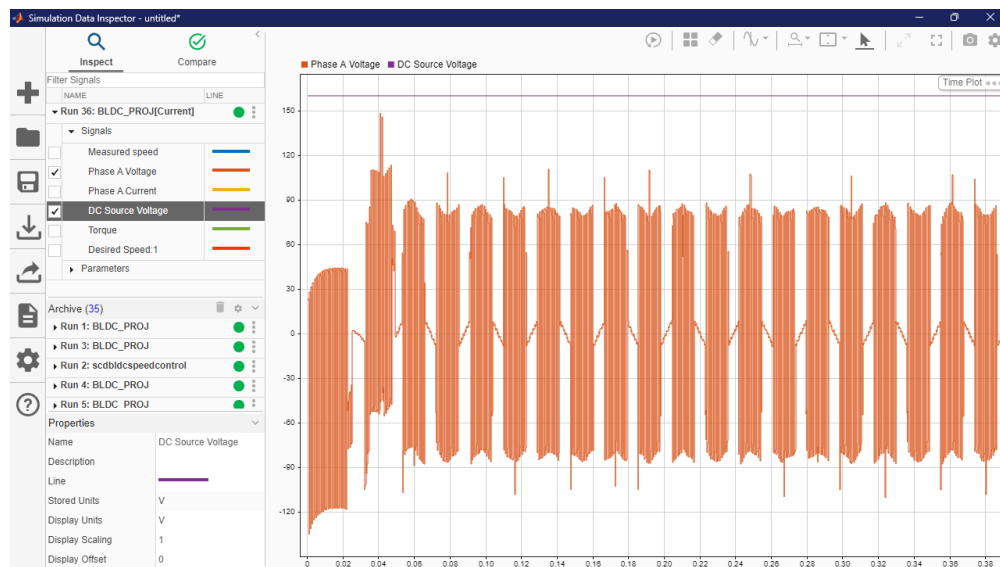 Simulation Data Inspector - untitled*
Inspect
Compare
Filter Signals
NAME
LINE
Run 36: BLDC_PROJ[Current]
Signals
Measured speed
Phase A Voltage
Phase A Current
DC Source Voltage
Torque
Desired Speed:1
Parameters
Archive (35)
Run 1: BLDC_PROJ
Run 3: BLDC_PROJ
Run 2: scdbldcspeedcontrol
Run 4: BLDC_PROJ
Run 5: BLDC_PROJ
Properties
Name DC Source Voltage
Description
Line
Stored Units V
Display Units V
Display Scaling 1
Display Offset 0
Phase A Voltage DC Source Voltage
Time Plot
150
120
90
60
30
0
-30
-60
-90
-120
0 0.02 0.04 0.06 0.08 0.10 0.12 0.14 0.16 0.18 0.20 0.22 0.24 0.26 0.28 0.30 0.32 0.34 0.36 0.38